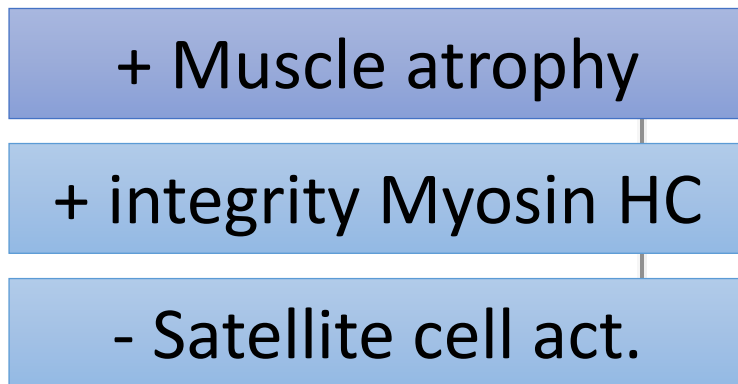 + Muscle atrophy
+ integrity Myosin HC
- Satellite cell act.